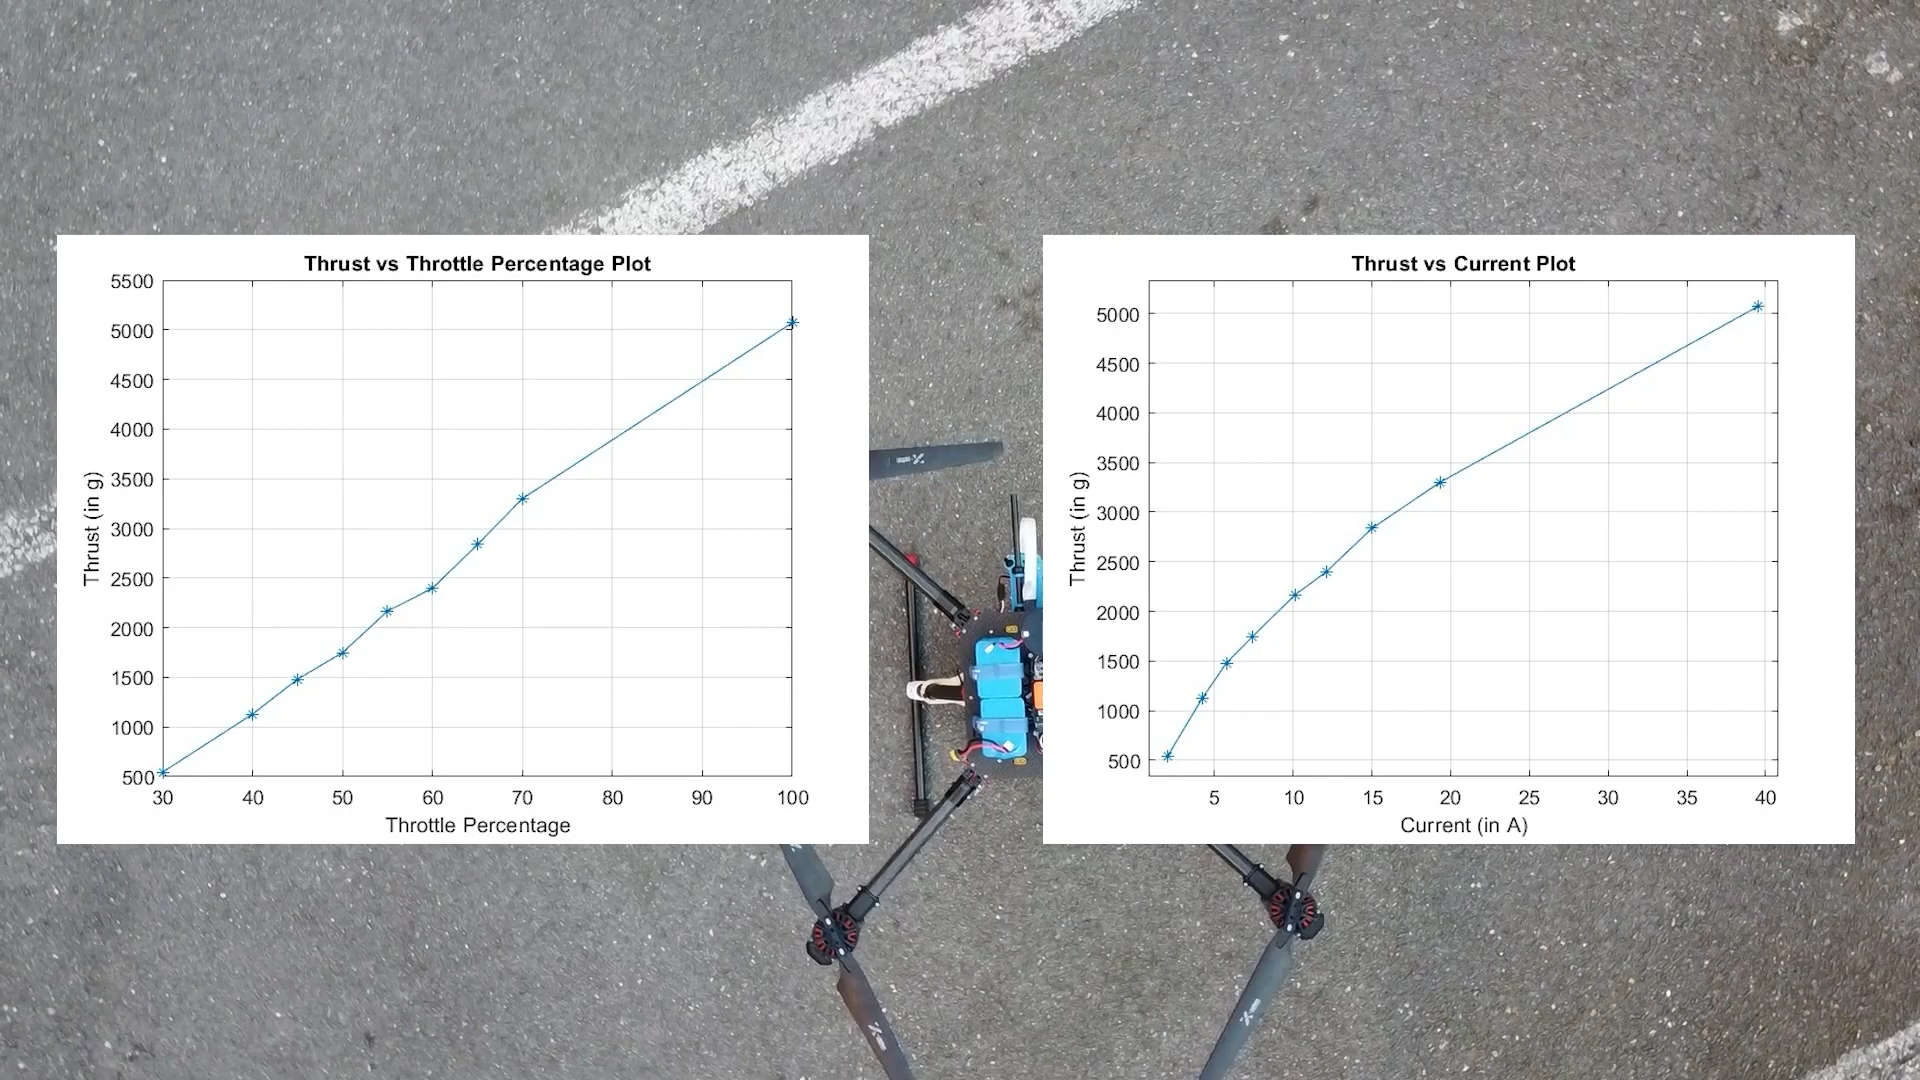 Thrust vs Throttle Percentage Plot
5500
5000
4500
4000
3500
3000
2500
2000
1500
1000
500
Thrust (in g)
30 40 50 60 70 80 90 100
Throttle Percentage
Thrust vs Current Plot
5000
4500
4000
3500
3000
2500
2000
1500
1000
500
Thrust (in g)
5 10 15 20 25 30 35 40
Current (in A)